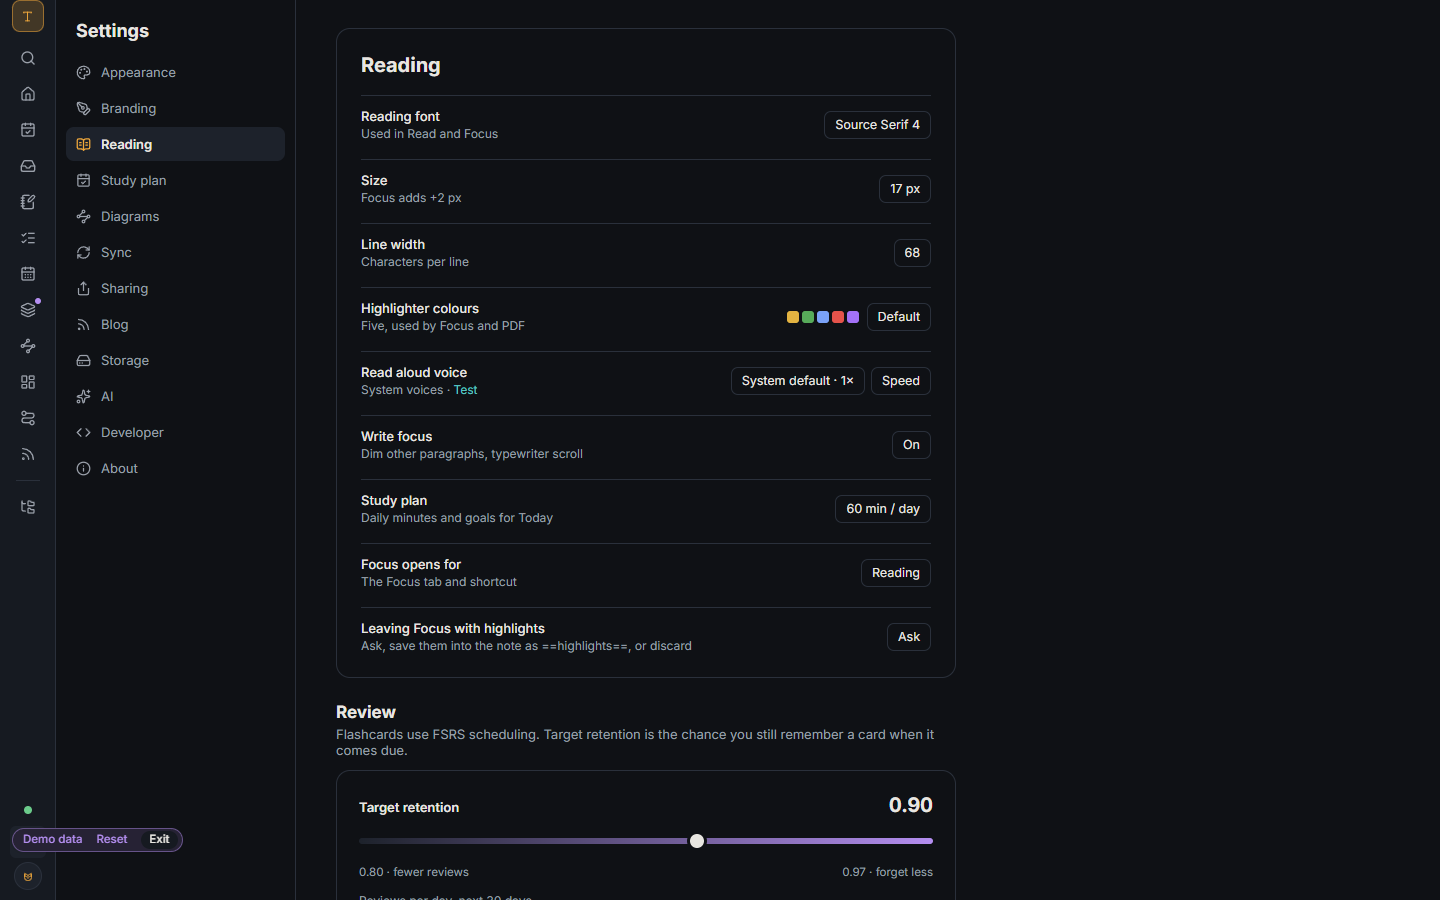 T
Settings
Appearance
Branding
Reading
Study plan
Diagrams
Sync
Sharing
Blog
Storage
AI
Developer
About
Demo data Reset Exit
Reading
Reading font
Used in Read and Focus
Source Serif 4
Size
Focus adds +2 px
17 px
Line width
Characters per line
68
Highlighter colours
Five, used by Focus and PDF
Default
Read aloud voice
System voices · Test
System default · 1×
Speed
Write focus
Dim other paragraphs, typewriter scroll
On
Study plan
Daily minutes and goals for Today
60 min / day
Focus opens for
The Focus tab and shortcut
Reading
Leaving Focus with highlights
Ask, save them into the note as ==highlights==, or discard
Ask
Review
Flashcards use FSRS scheduling. Target retention is the chance you still remember a card when it
comes due.
Target retention
0.90
0.80 · fewer reviews
0.97 · forget less
Reviews per day, next 30 days